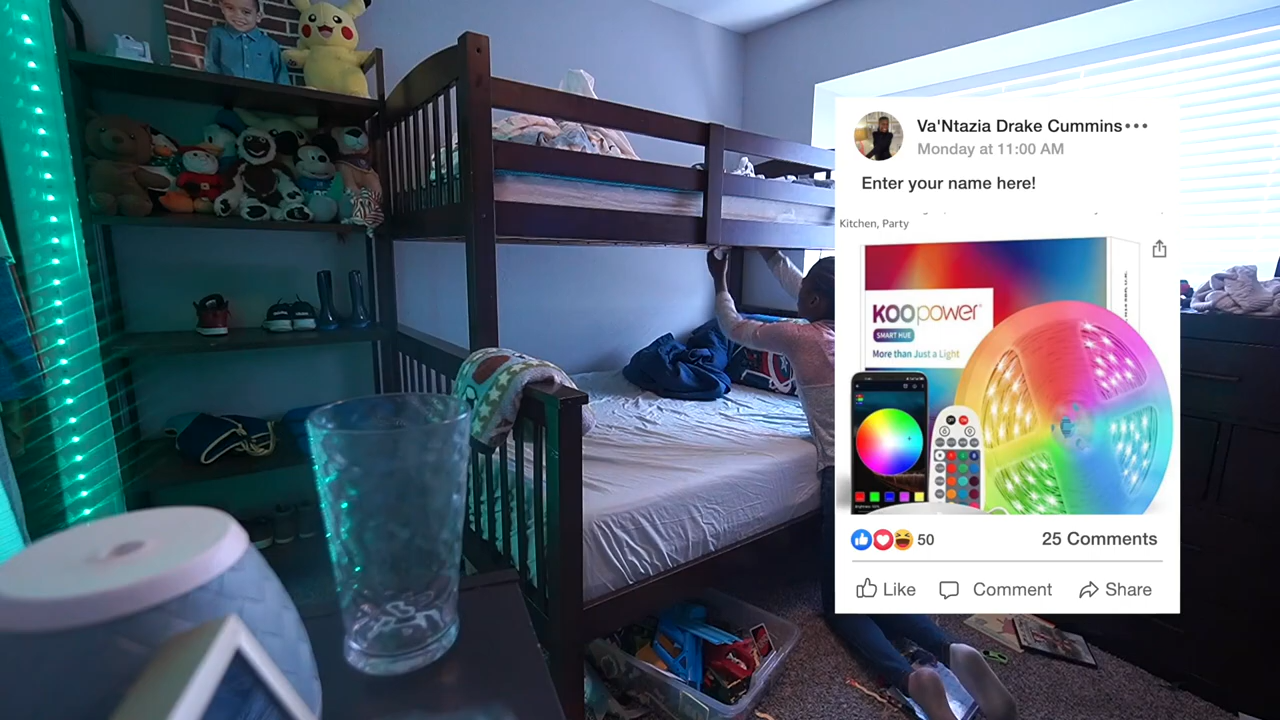 Va'Ntazia Drake Cummins
Monday at 11:00 AM
Enter your name here!
Kitchen, Party
KOOpower
SMART HUE
More than Just a Light
50
25 Comments
Like
Comment
Share